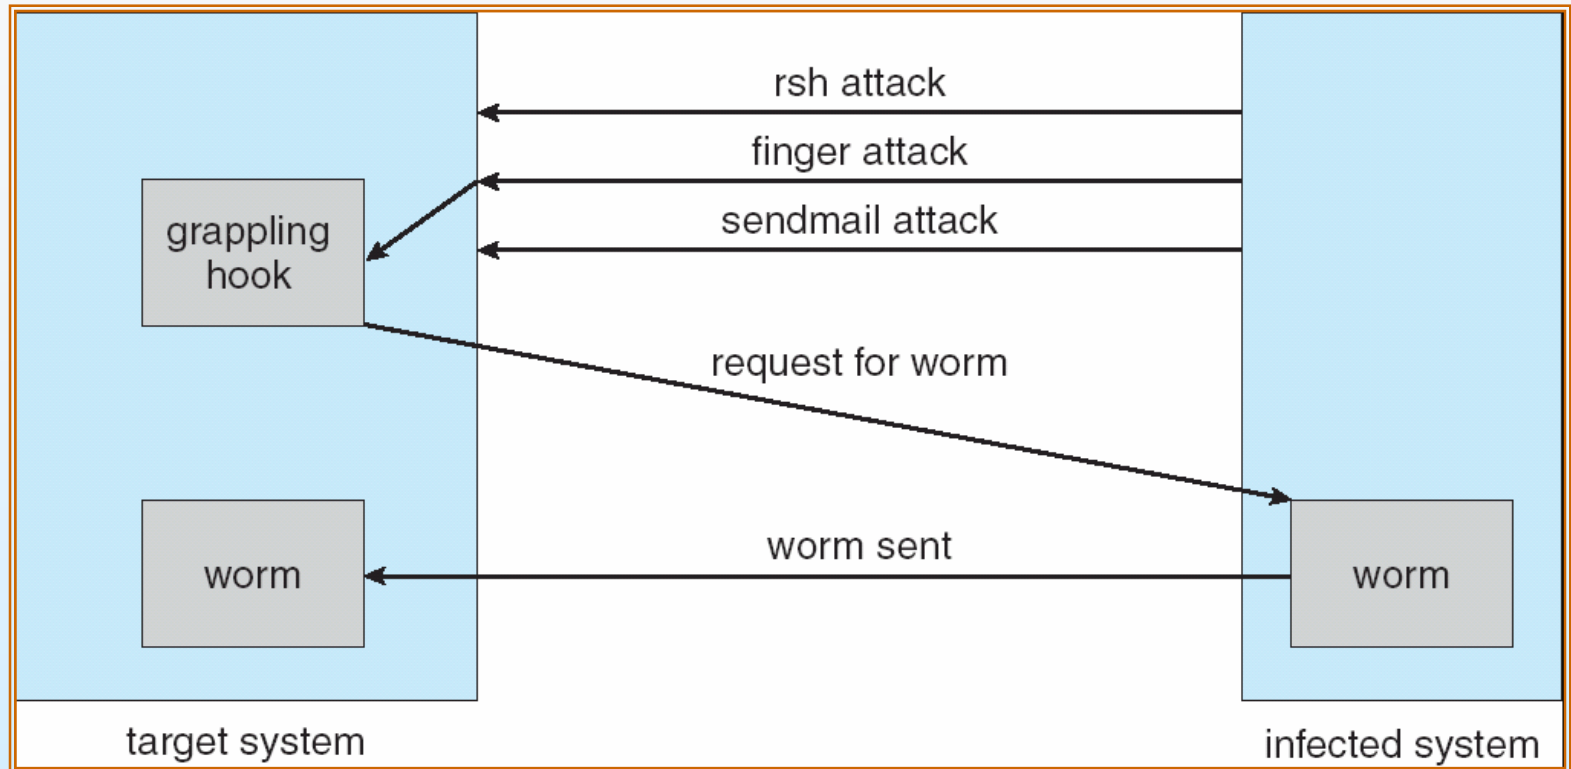 rsh attack
finger attack
sendmail attack
grappling
hook
request for worm
worm sent
worm
worm
target system
infected system